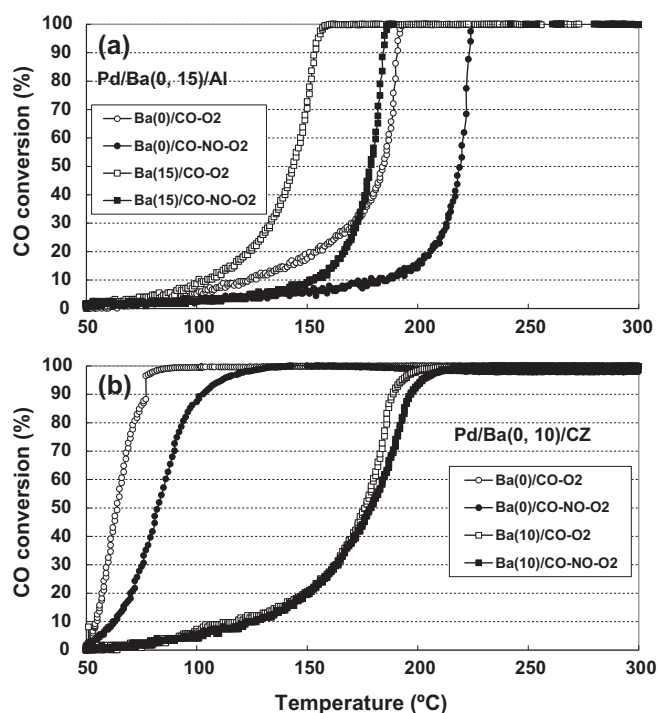 (a)
Pd/Ba(0, 15)/Al
Ba(0)/CO-O2
Ba(0)/CO-NO-O2
Ba(15)/CO-O2
Ba(15)/CO-NO-O2
CO conversion (%)
100
90
80
70
60
50
40
30
20
10
0
50 100 150 200 250 300
(b)
Pd/Ba(0, 10)/CZ
Ba(0)/CO-O2
Ba(0)/CO-NO-O2
Ba(10)/CO-O2
Ba(10)/CO-NO-O2
CO conversion (%)
100
90
80
70
60
50
40
30
20
10
0
50 100 150 200 250 300
Temperature (ºC)